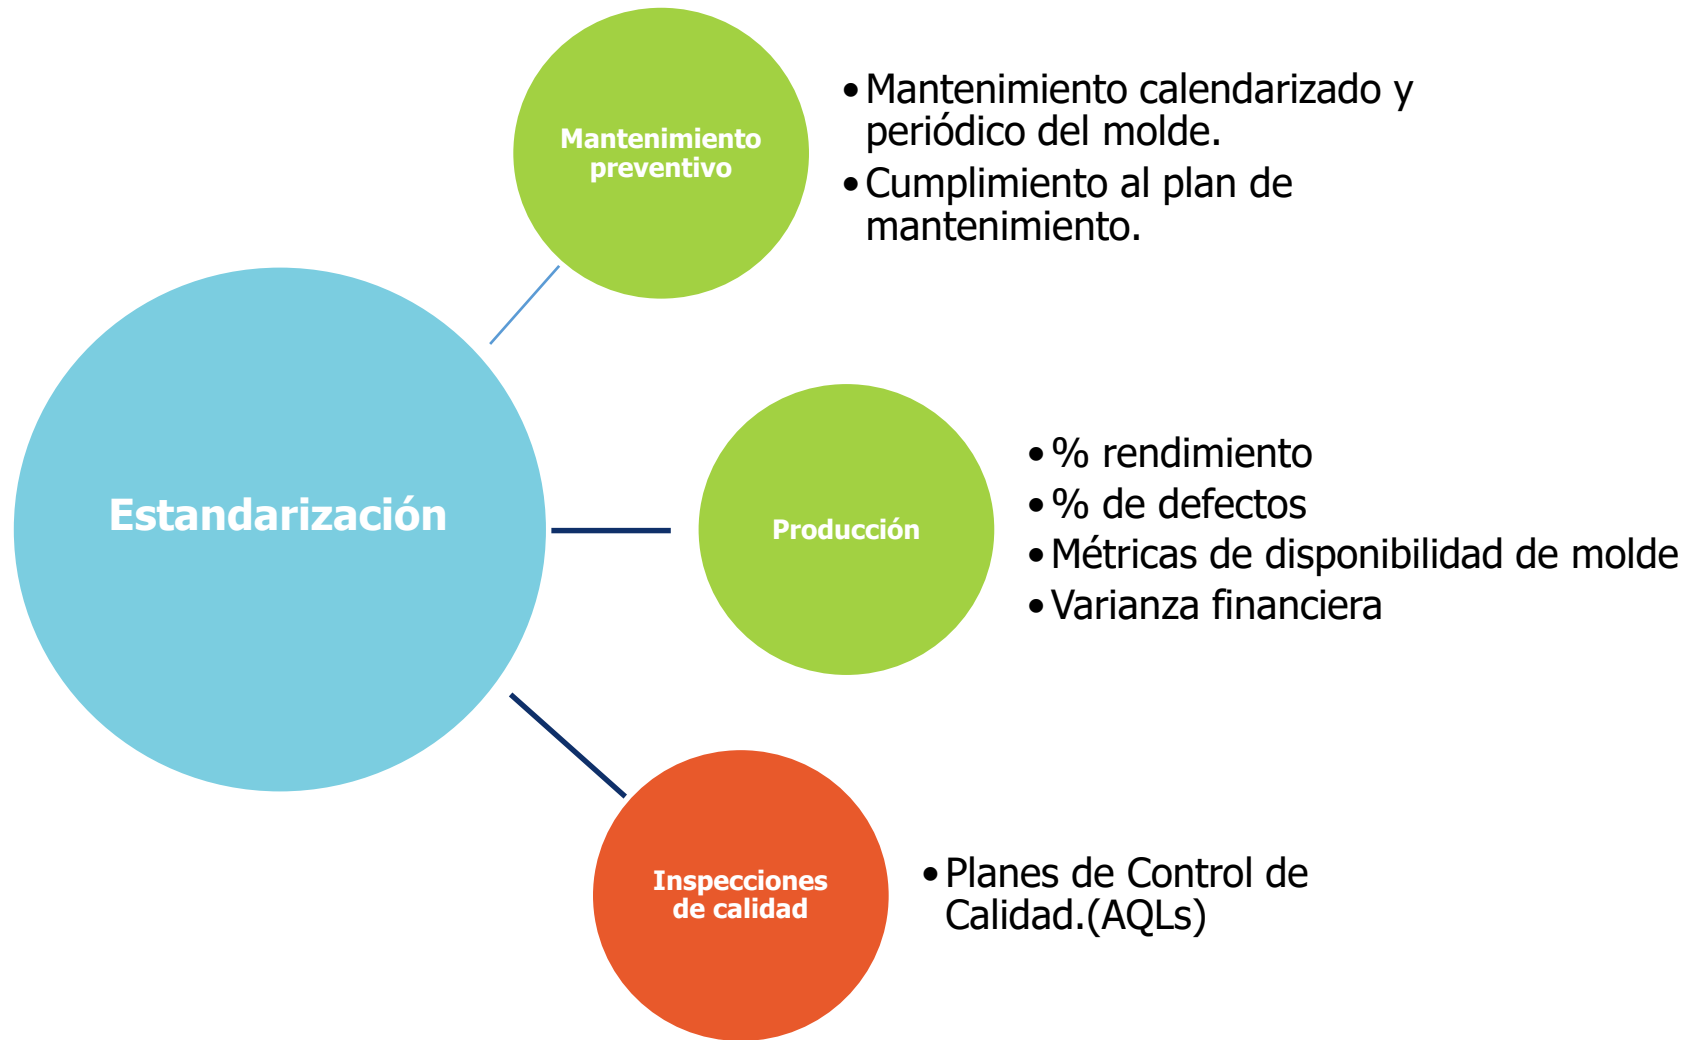 Mantenimiento
preventivo
•Mantenimiento calendarizado y
periódico del molde.
•Cumplimiento al plan de
mantenimiento.
Estandarización
Producción
•% rendimiento
•% de defectos
•Métricas de disponibilidad de molde
•Varianza financiera
Inspecciones
de calidad
•Planes de Control de
Calidad.(AQLs)